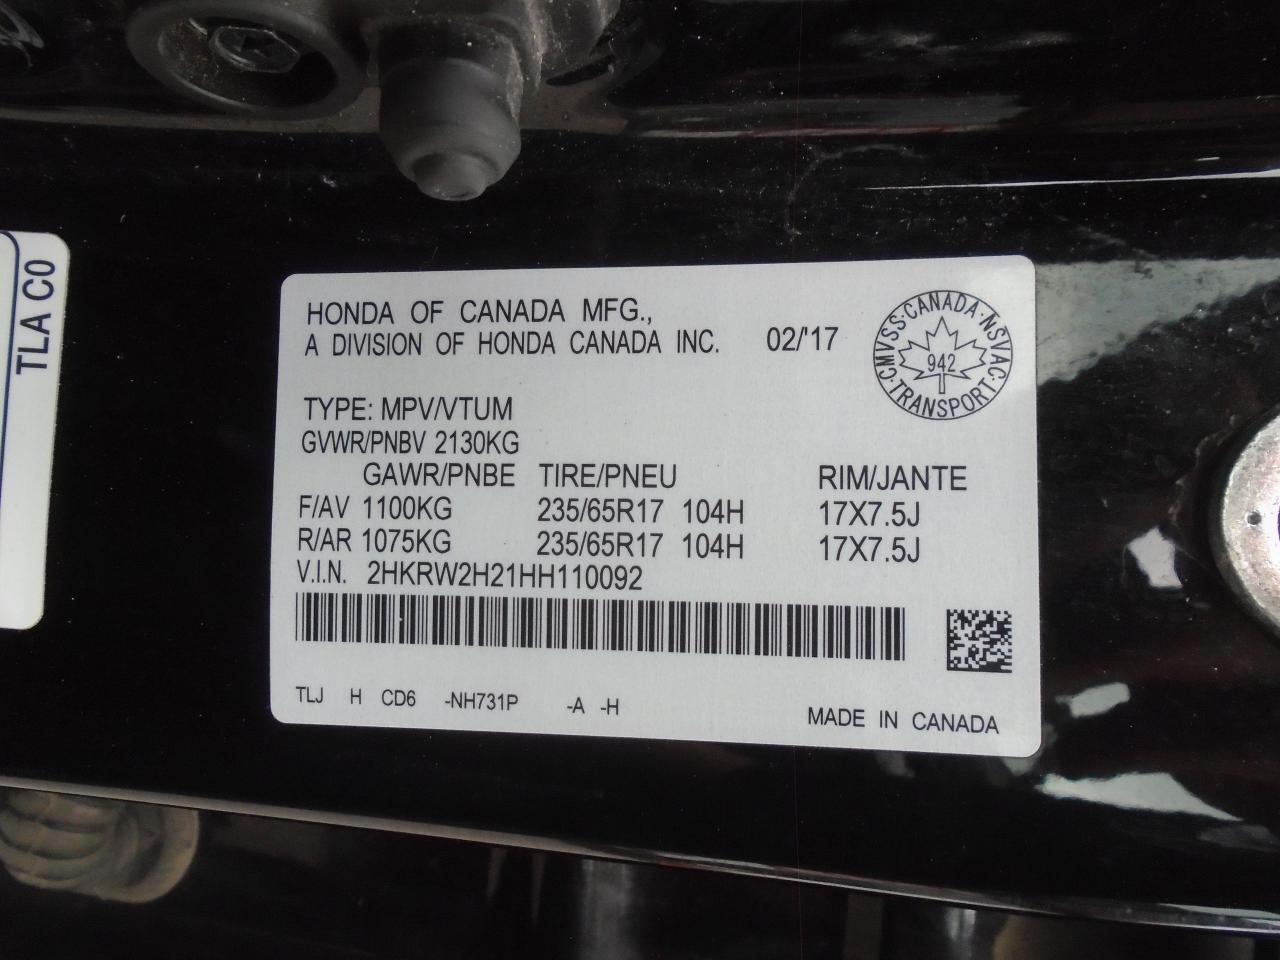 TLA C0
HONDA OF CANADA MFG.,
A DIVISION OF HONDA CANADA INC. 02/'17
CMVSS·CANADA·NSVAC·TRANSPORT·
942
TYPE: MPV/VTUM
GVWR/PNBV 2130KG
GAWR/PNBE TIRE/PNEU RIM/JANTE
F/AV 1100KG 235/65R17 104H 17X7.5J
R/AR 1075KG 235/65R17 104H 17X7.5J
V.I.N. 2HKRW2H21HH110092
TLJ H CD6 -NH731P -A -H
MADE IN CANADA